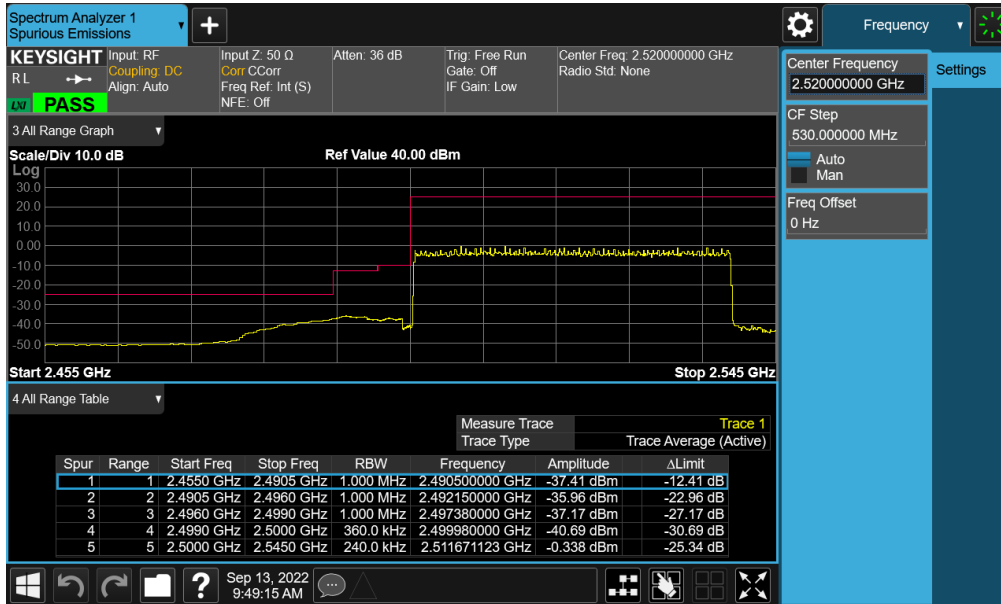 Spectrum Analyzer 1
Spurious Emissions
Frequency
KEYSIGHT
RL
LXI PASS
Input: RF
Coupling: DC
Align: Auto
Input Z: 50 Ω
Corr CCorr
Freq Ref: Int (S)
NFE: Off
Atten: 36 dB
Trig: Free Run
Gate: Off
IF Gain: Low
Center Freq: 2.520000000 GHz
Radio Std: None
Center Frequency
2.520000000 GHz
Settings
CF Step
530.000000 MHz
Auto
Man
Freq Offset
0 Hz
3 All Range Graph
Scale/Div 10.0 dB Ref Value 40.00 dBm
Log
30.0
20.0
10.0
0.00
-10.0
-20.0
-30.0
-40.0
-50.0
Start 2.455 GHz Stop 2.545 GHz
4 All Range Table
Measure Trace Trace 1
Trace Type Trace Average (Active)
Spur Range Start Freq Stop Freq RBW Frequency Amplitude ΔLimit
1 1 2.4550 GHz 2.4905 GHz 1.000 MHz 2.490500000 GHz -37.41 dBm -12.41 dB
2 2 2.4905 GHz 2.4960 GHz 1.000 MHz 2.492150000 GHz -35.96 dBm -22.96 dB
3 3 2.4960 GHz 2.4990 GHz 1.000 MHz 2.497380000 GHz -37.17 dBm -27.17 dB
4 4 2.4990 GHz 2.5000 GHz 360.0 kHz 2.499980000 GHz -40.69 dBm -30.69 dB
5 5 2.5000 GHz 2.5450 GHz 240.0 kHz 2.511671123 GHz -0.338 dBm -25.34 dB
Sep 13, 2022
9:49:15 AM